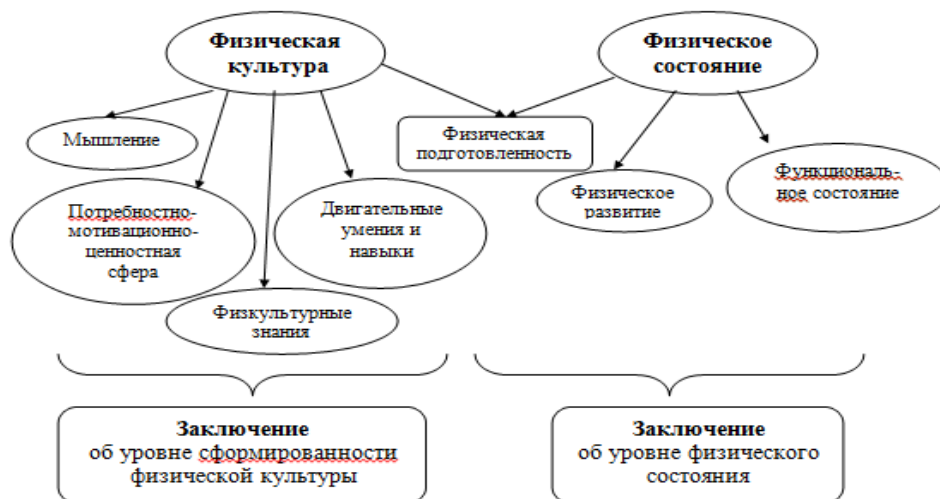 Физическая
культура
Физическое
состояние
Мышление
Физическая
подготовленность
Потребностно-
мотивационно-
ценностная
сфера
Двигательные
умения и
навыки
Физическое
развитие
Функциональ-
ное состояние
Физкультурные
знания
Заключение
об уровне сформированности
физической культуры
Заключение
об уровне физического
состояния